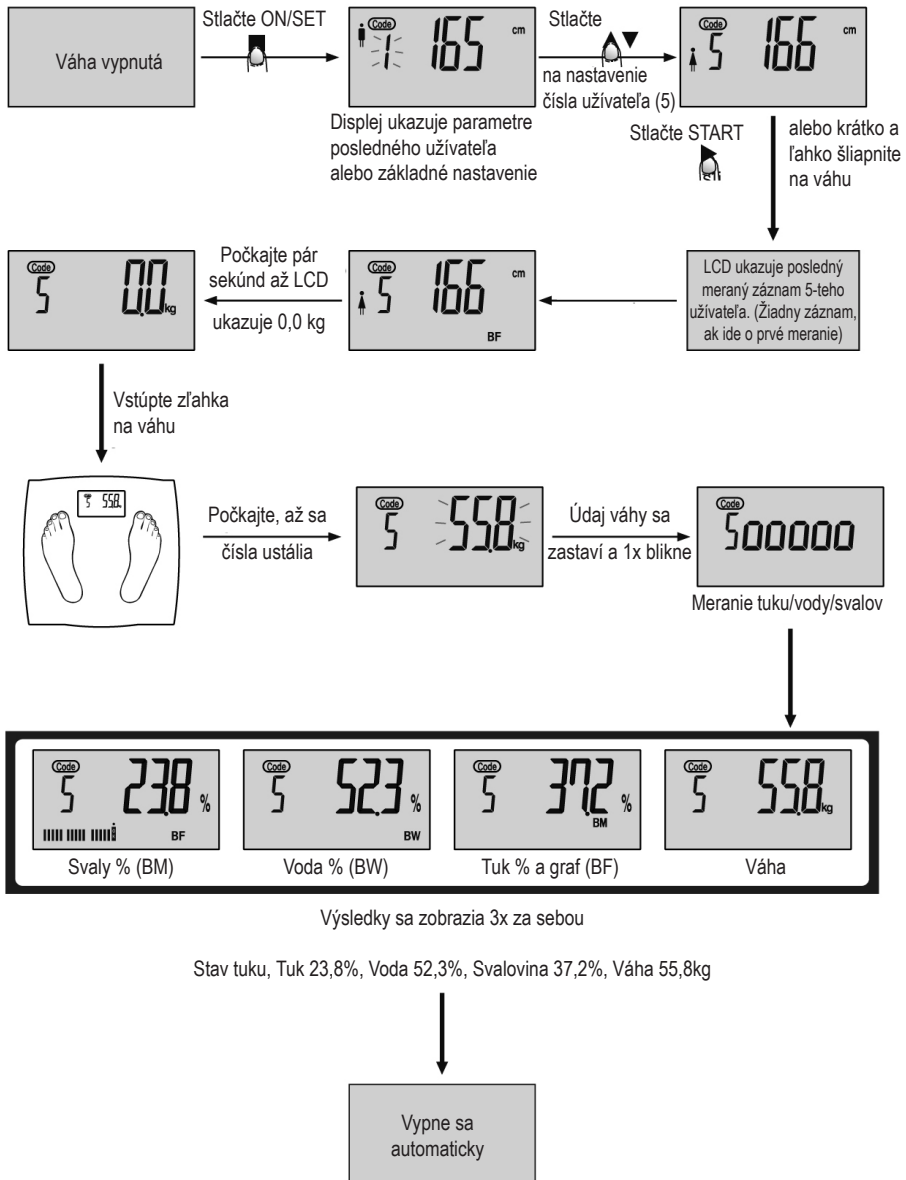 Váha vypnutá
Stlačte ON/SET
Code
1 165 cm
Displej ukazuje parametre
posledného užívateľa
alebo základné nastavenie
Stlačte
na nastavenie
čísla užívateľa (5)
Code
5 166 cm
Stlačte START
alebo krátko a
ľahko šliapnite
na váhu
LCD ukazuje posledný
meraný záznam 5-teho
užívateľa. (Žiadny záznam,
ak ide o prvé meranie)
Code
5 166 cm
BF
Počkajte pár
sekúnd až LCD
ukazuje 0,0 kg
Code
5 0.0 kg
Vstúpte zľahka
na váhu
5 55.8
Počkajte, až sa
čísla ustália
Code
5 55.8 kg
Údaj váhy sa
zastaví a 1x blikne
Code
500000
Meranie tuku/vody/svalov
Code
5 23.8 %
BF
Svaly % (BM)
Code
5 52.3 %
BW
Voda % (BW)
Code
5 37.2 %
BM
Tuk % a graf (BF)
Code
5 55.8 kg
Váha
Výsledky sa zobrazia 3x za sebou
Stav tuku, Tuk 23,8%, Voda 52,3%, Svalovina 37,2%, Váha 55,8kg
Vypne sa
automaticky